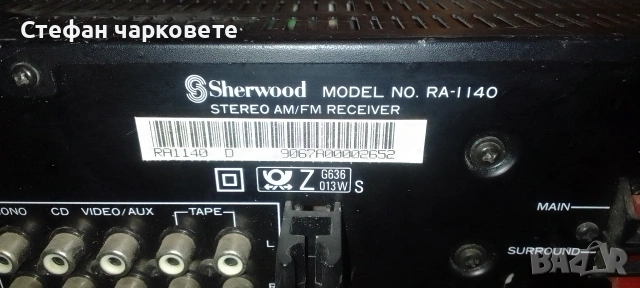 Стефан чарковете
Sherwood MODEL NO. RA-1140
STEREO AM/FM RECEIVER
RA1140 D 9067A00002652
Z G636 013W S
CD VIDEO/AUX TAPE
MAIN
SURROUND
L
BAZAR